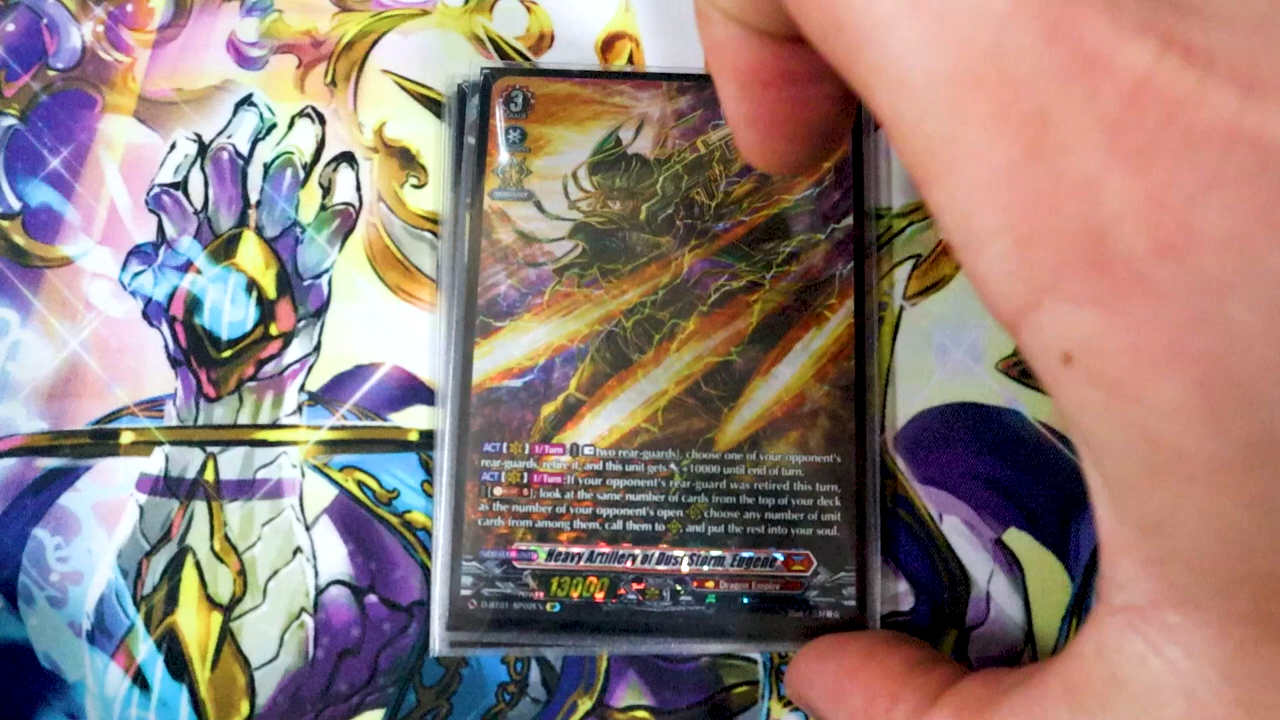 3
ACT [ ] 1/Turn : [ two rear-guards], choose one of your opponent's
rear-guards, retire it, and this unit gets +10000 until end of turn.
ACT [ ] 1/Turn :If your opponent's rear-guard was retired this turn,
[ ], look at the same number of cards from the top of your deck
as the number of your opponent's open choose any number of unit
cards from among them, call them to , and put the rest into your soul.
Heavy Artillery of Dust Storm, Eugene
13000 Dragon Empire